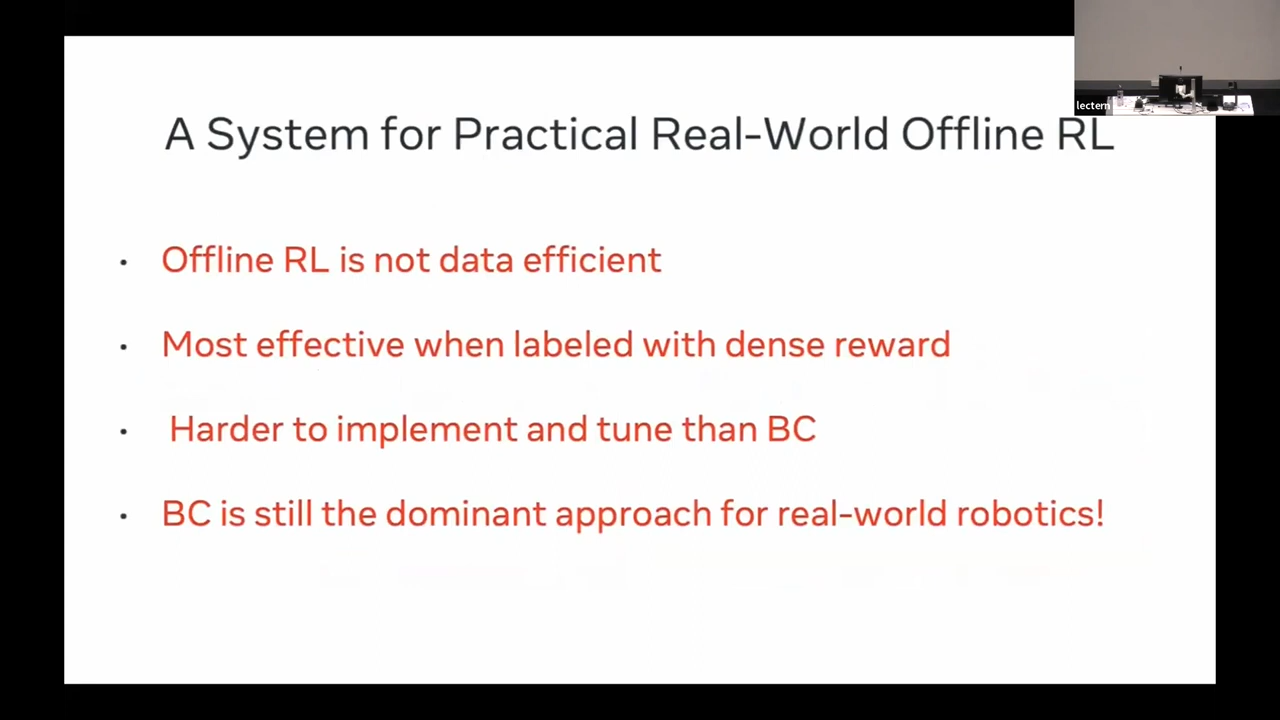 A System for Practical Real-World Offline RL
lectern
• Offline RL is not data efficient
• Most effective when labeled with dense reward
• Harder to implement and tune than BC
• BC is still the dominant approach for real-world robotics!